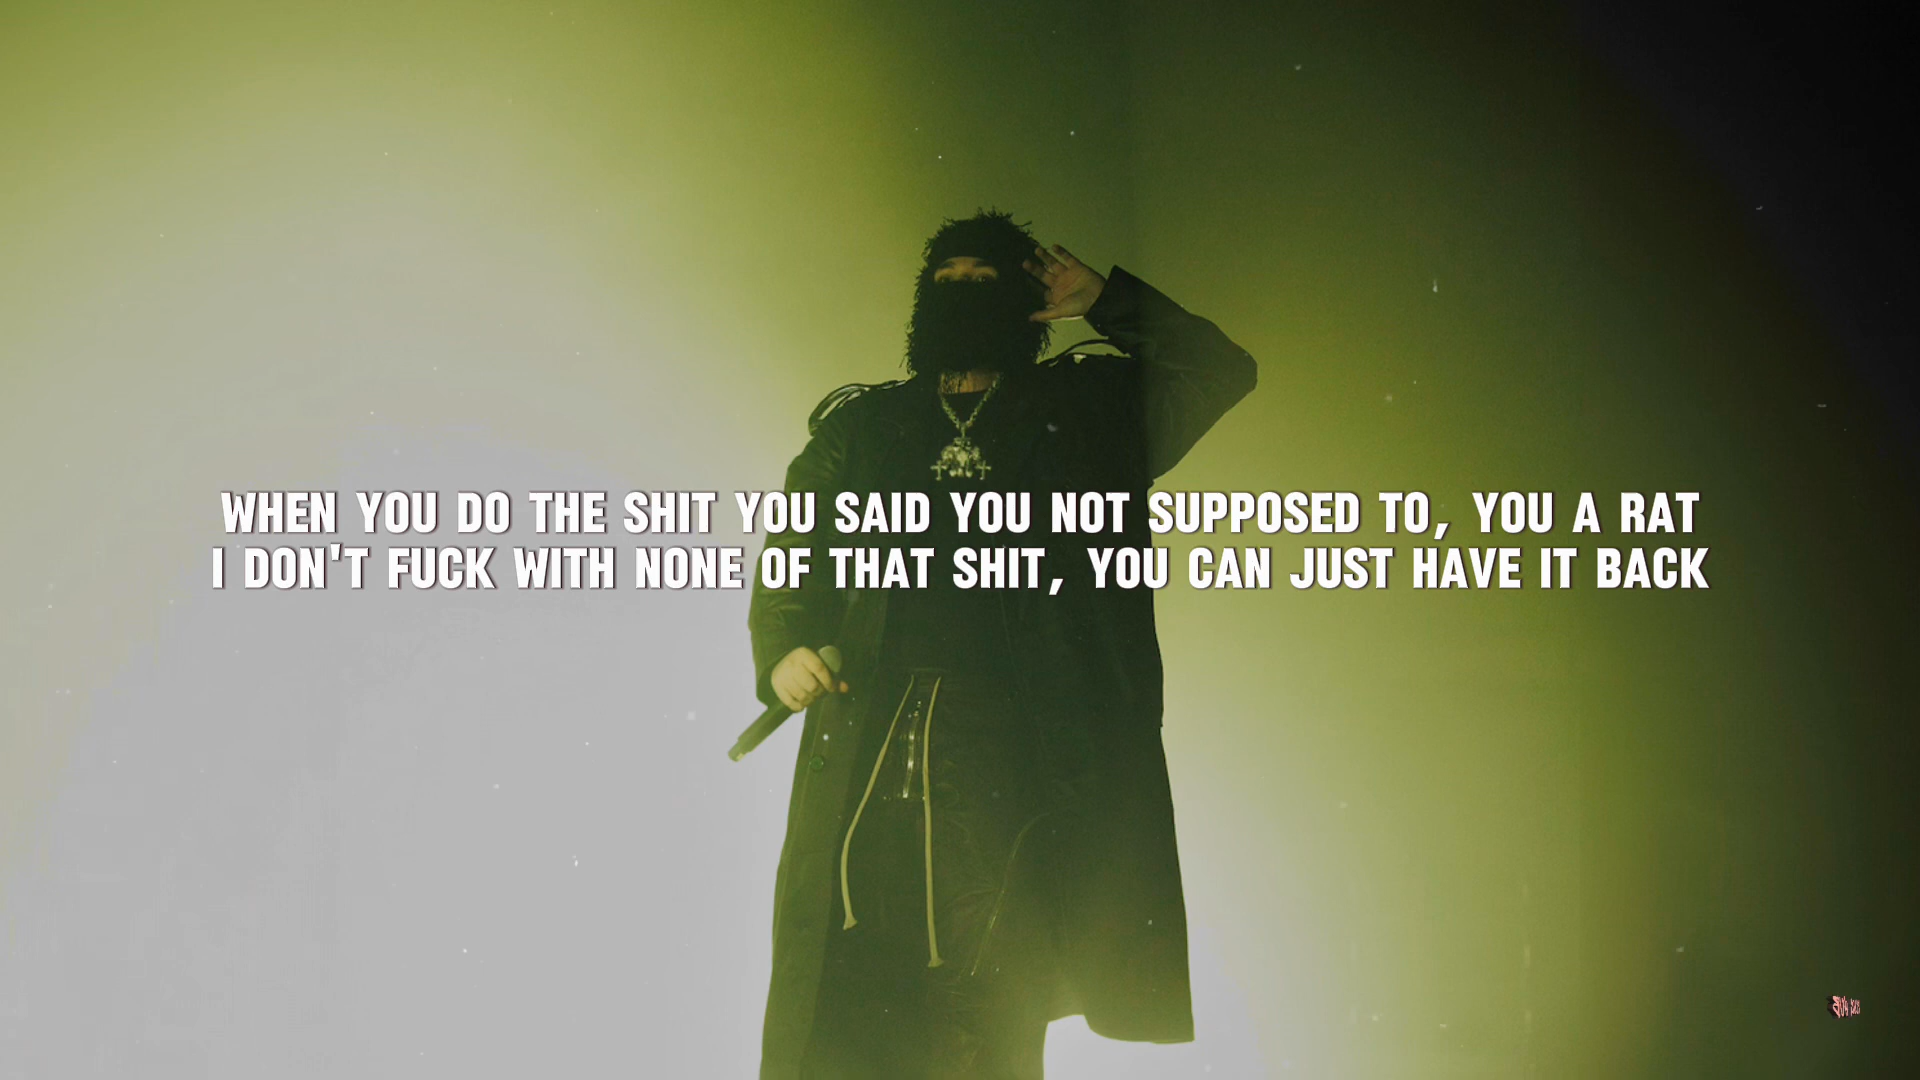 WHEN YOU DO THE SHIT YOU SAID YOU NOT SUPPOSED TO, YOU A RAT
I DON'T FUCK WITH NONE OF THAT SHIT, YOU CAN JUST HAVE IT BACK